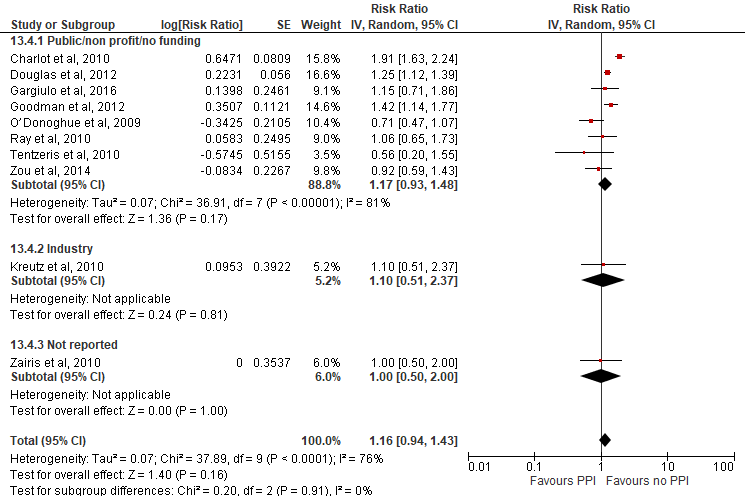 Risk Ratio Risk Ratio
Study or Subgroup log[Risk Ratio] SE Weight IV, Random, 95% CI IV, Random, 95% CI
13.4.1 Public/non profit/no funding
Charlot et al, 2010 0.6471 0.0809 15.8% 1.91 [1.63, 2.24]
Douglas et al, 2012 0.2231 0.056 16.6% 1.25 [1.12, 1.39]
Gargiulo et al, 2016 0.1398 0.2461 9.1% 1.15 [0.71, 1.86]
Goodman et al, 2012 0.3507 0.1121 14.6% 1.42 [1.14, 1.77]
O'Donoghue et al, 2009 -0.3425 0.2105 10.4% 0.71 [0.47, 1.07]
Ray et al, 2010 0.0583 0.2495 9.0% 1.06 [0.65, 1.73]
Tentzeris et al, 2010 -0.5745 0.5155 3.5% 0.56 [0.20, 1.55]
Zou et al, 2014 -0.0834 0.2267 9.8% 0.92 [0.59, 1.43]
Subtotal (95% CI) 88.8% 1.17 [0.93, 1.48]
Heterogeneity: Tau² = 0.07; Chi² = 36.91, df = 7 (P < 0.00001); I² = 81%
Test for overall effect: Z = 1.36 (P = 0.17)
13.4.2 Industry
Kreutz et al, 2010 0.0953 0.3922 5.2% 1.10 [0.51, 2.37]
Subtotal (95% CI) 5.2% 1.10 [0.51, 2.37]
Heterogeneity: Not applicable
Test for overall effect: Z = 0.24 (P = 0.81)
13.4.3 Not reported
Zairis et al, 2010 0 0.3537 6.0% 1.00 [0.50, 2.00]
Subtotal (95% CI) 6.0% 1.00 [0.50, 2.00]
Heterogeneity: Not applicable
Test for overall effect: Z = 0.00 (P = 1.00)
Total (95% CI) 100.0% 1.16 [0.94, 1.43]
Heterogeneity: Tau² = 0.07; Chi² = 37.89, df = 9 (P < 0.0001); I² = 76%
Test for overall effect: Z = 1.40 (P = 0.16)
Test for subgroup differences: Chi² = 0.20, df = 2 (P = 0.91), I² = 0%
0.01 0.1 1 10 100
Favours PPI Favours no PPI